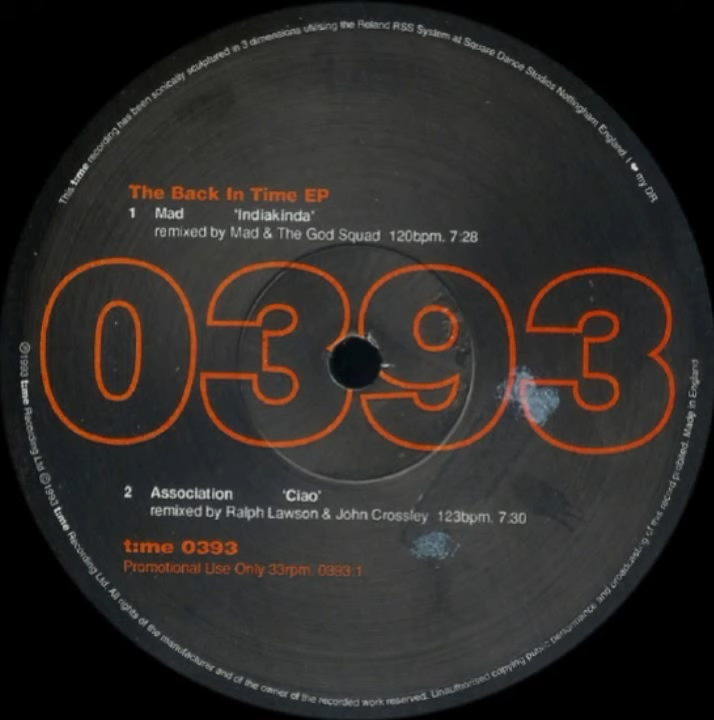 This t:me recording has been sonically sculptured in 3 dimensions utilising the Roland RSS System at Square Dance Studios Nottingham England. I ❤ my DR
The Back In Time EP
1 Mad 'Indiakinda'
remixed by Mad & The God Squad 120bpm. 7:28
0393
2 Association 'Ciao'
remixed by Ralph Lawson & John Crossley 123bpm. 7:30
t:me 0393
Promotional Use Only 33rpm. 0393:1
℗1993 t:me Recording Ltd ©1993 t:me Recording Ltd. All rights of the manufacturer and of the owner of the recorded work reserved. Unauthorised copying public performance and broadcasting of this record prohibited. Made in England